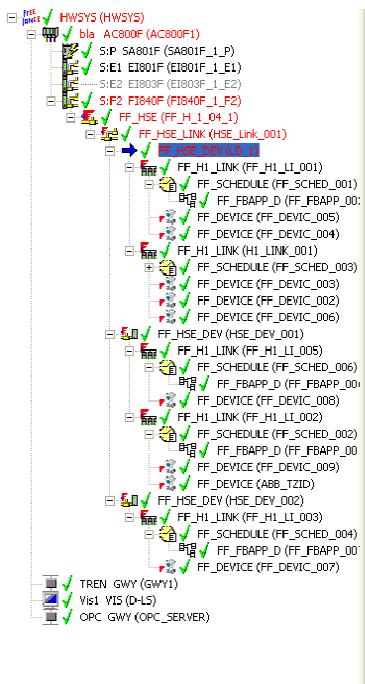 HWSYS (HWSYS)
bla AC800F (AC800F1)
S:P SA801F (SA801F_1_P)
S:E1 EI801F (EI801F_1_E1)
S:E2 EI803F (EI803F_1_E2)
S:F2 FI840F (FI840F_1_F2)
FF_HSE (FF_H_1_04_1)
FF_HSE_LINK (HSE_Link_001)
FF_HSE_DEV (LD_1)
FF_H1_LINK (FF_H1_LI_001)
FF_SCHEDULE (FF_SCHED_001)
FF_FBAPP_D (FF_FBAPP_00
FF_DEVICE (FF_DEVIC_005)
FF_DEVICE (FF_DEVIC_004)
FF_H1_LINK (H1_LINK_001)
FF_SCHEDULE (FF_SCHED_003)
FF_DEVICE (FF_DEVIC_003)
FF_DEVICE (FF_DEVIC_002)
FF_DEVICE (FF_DEVIC_006)
FF_HSE_DEV (HSE_DEV_001)
FF_H1_LINK (FF_H1_LI_005)
FF_SCHEDULE (FF_SCHED_006)
FF_FBAPP_D (FF_FBAPP_00
FF_DEVICE (FF_DEVIC_008)
FF_H1_LINK (FF_H1_LI_002)
FF_SCHEDULE (FF_SCHED_002)
FF_FBAPP_D (FF_FBAPP_00
FF_DEVICE (FF_DEVIC_009)
FF_DEVICE (ABB_TZID)
FF_HSE_DEV (HSE_DEV_002)
FF_H1_LINK (FF_H1_LI_003)
FF_SCHEDULE (FF_SCHED_004)
FF_FBAPP_D (FF_FBAPP_00
FF_DEVICE (FF_DEVIC_007)
TREN GWY (GWY1)
Vis1 VIS (D-LS)
OPC GWY (OPC_SERVER)